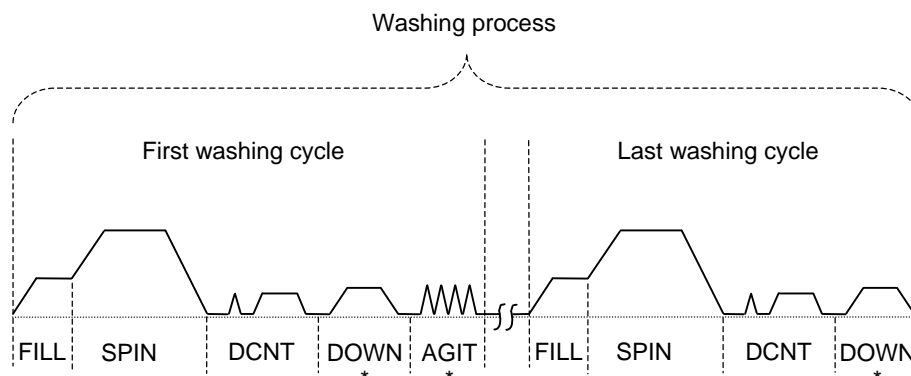 Washing process
First washing cycle Last washing cycle
FILL SPIN DCNT DOWN AGIT FILL SPIN DCNT DOWN
* * *